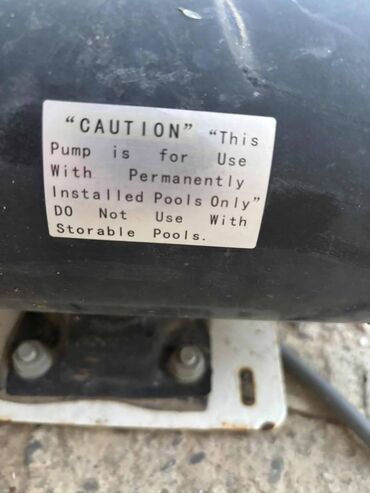 “CAUTION” “This
Pump is for Use
With Permanently
Installed Pools Only”
DO Not Use With
Storable Pools.